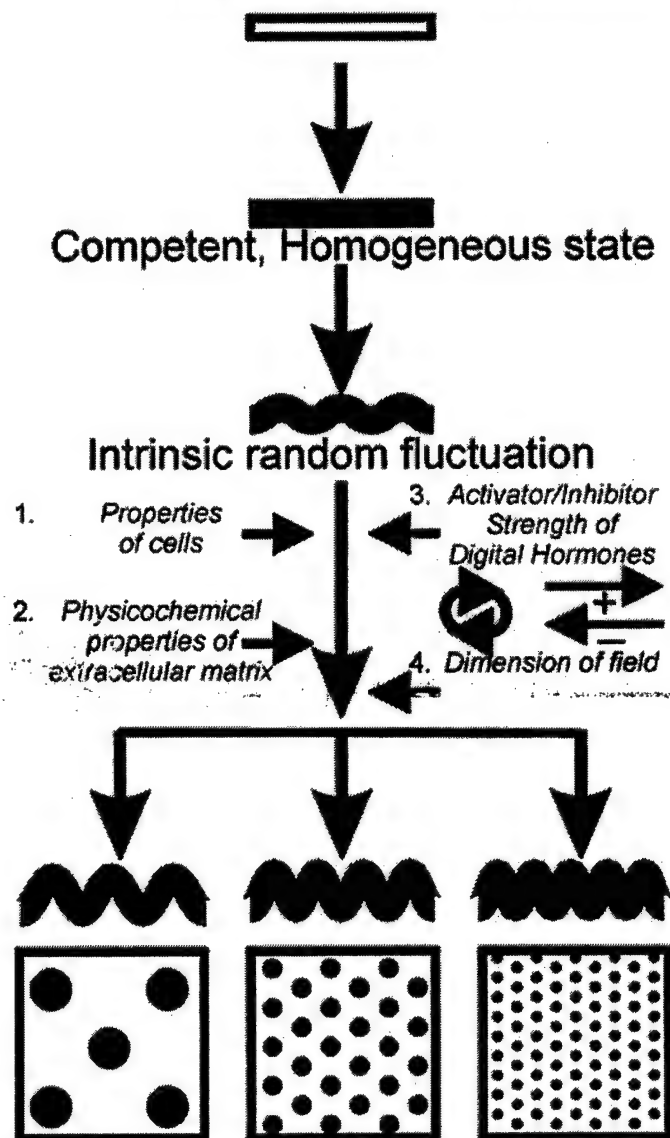 Competent, Homogeneous state
Intrinsic random fluctuation
1. Properties
of cells
2. Physicochemical
properties of
extracellular matrix
3. Activator/Inhibitor
Strength of
Digital Hormones
+
−
4. Dimension of field